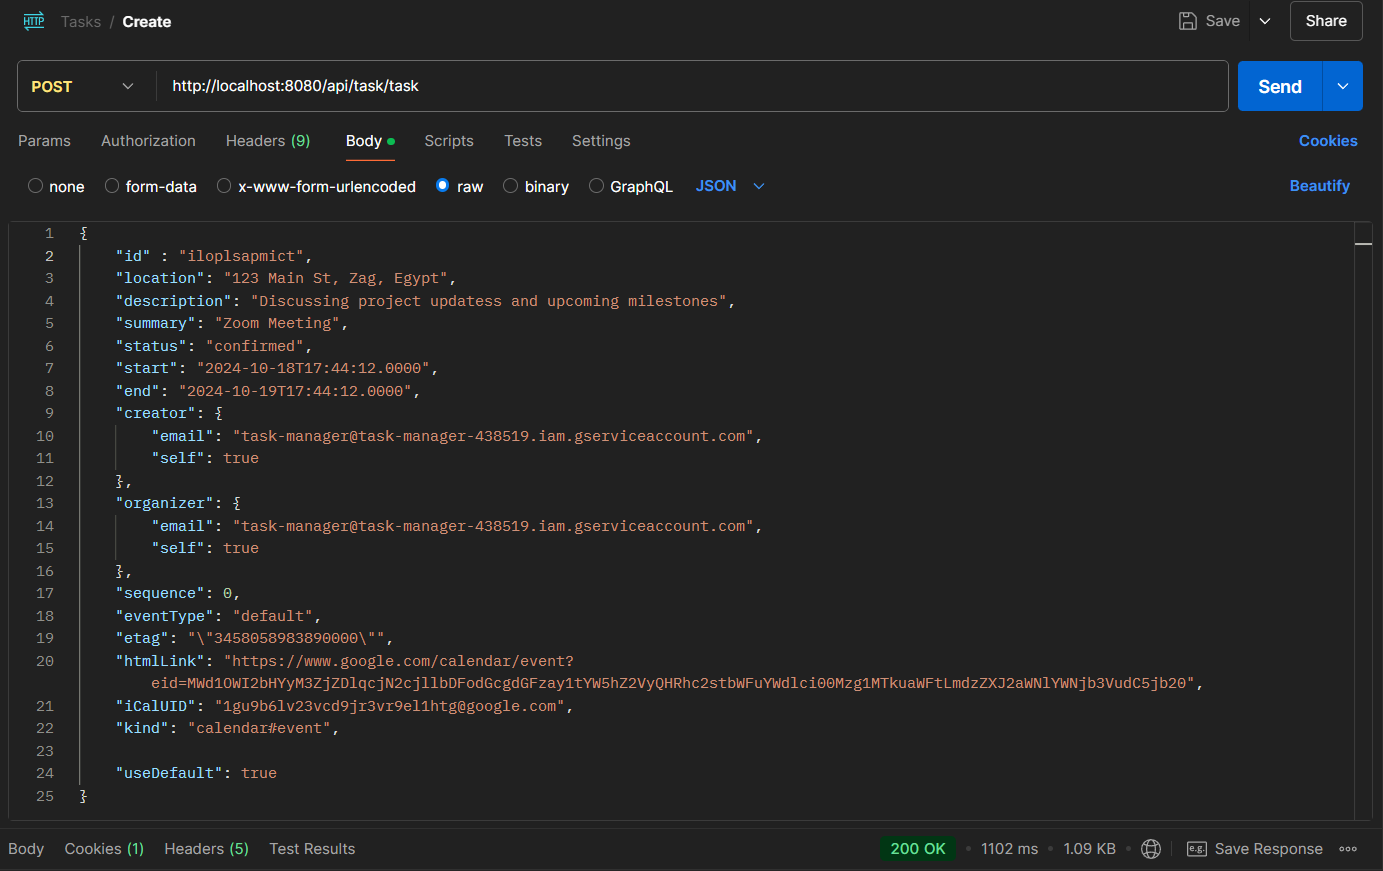 HTTP Tasks / Create Save Share
POST http://localhost:8080/api/task/task Send
Params Authorization Headers (9) Body Scripts Tests Settings Cookies
none form-data x-www-form-urlencoded raw binary GraphQL JSON Beautify
1 {
2 "id" : "iloplsapmict",
3 "location": "123 Main St, Zag, Egypt",
4 "description": "Discussing project updatess and upcoming milestones",
5 "summary": "Zoom Meeting",
6 "status": "confirmed",
7 "start": "2024-10-18T17:44:12.0000",
8 "end": "2024-10-19T17:44:12.0000",
9 "creator": {
10 "email": "task-manager@task-manager-438519.iam.gserviceaccount.com",
11 "self": true
12 },
13 "organizer": {
14 "email": "task-manager@task-manager-438519.iam.gserviceaccount.com",
15 "self": true
16 },
17 "sequence": 0,
18 "eventType": "default",
19 "etag": "\"3458058983890000\"",
20 "htmlLink": "https://www.google.com/calendar/event?
eid=MWd1OWI2bHYyM3ZjZDlqcjN2cjllbDFodGcgdGFzay1tYW5hZ2VyQHRhc2stbWFuYWdlci00Mzg1MTkuaWFtLmdzZXJ2aWNlYWNjb3VudC5jb20",
21 "iCalUID": "1gu9b6lv23vcd9jr3vr9el1htg@google.com",
22 "kind": "calendar#event",
23
24 "useDefault": true
25 }
Body Cookies (1) Headers (5) Test Results 200 OK 1102 ms 1.09 KB e.g. Save Response